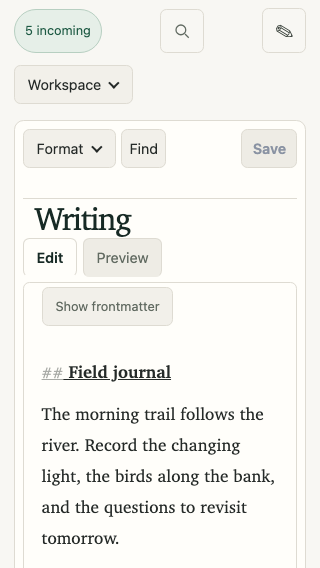 5 incoming
Workspace
Format
Find
Save
Writing
Edit
Preview
Show frontmatter
## Field journal
The morning trail follows the
river. Record the changing
light, the birds along the bank,
and the questions to revisit
tomorrow.